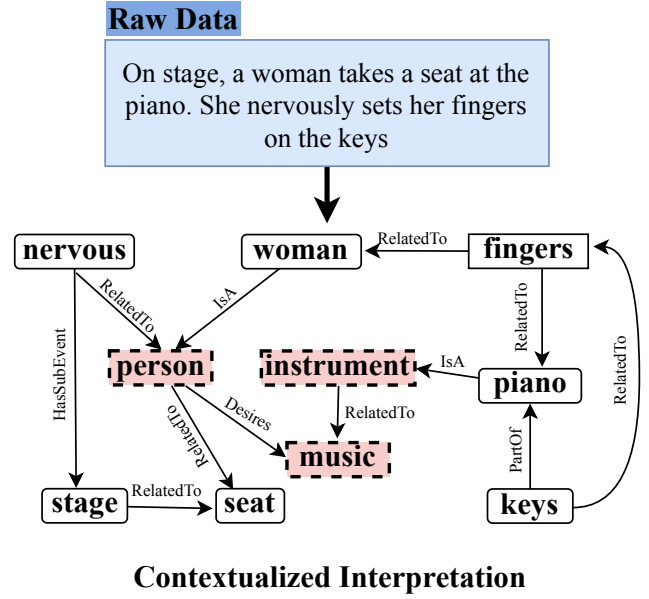 Raw Data
On stage, a woman takes a seat at the
piano. She nervously sets her fingers
on the keys
nervous
woman
RelatedTo
fingers
RelatedTo
IsA
RelatedTo
RelatedTo
HasSubEvent
person
instrument
IsA
piano
Desires
RelatedTo
RelatedTo
music
PartOf
stage
RelatedTo
seat
keys
Contextualized Interpretation